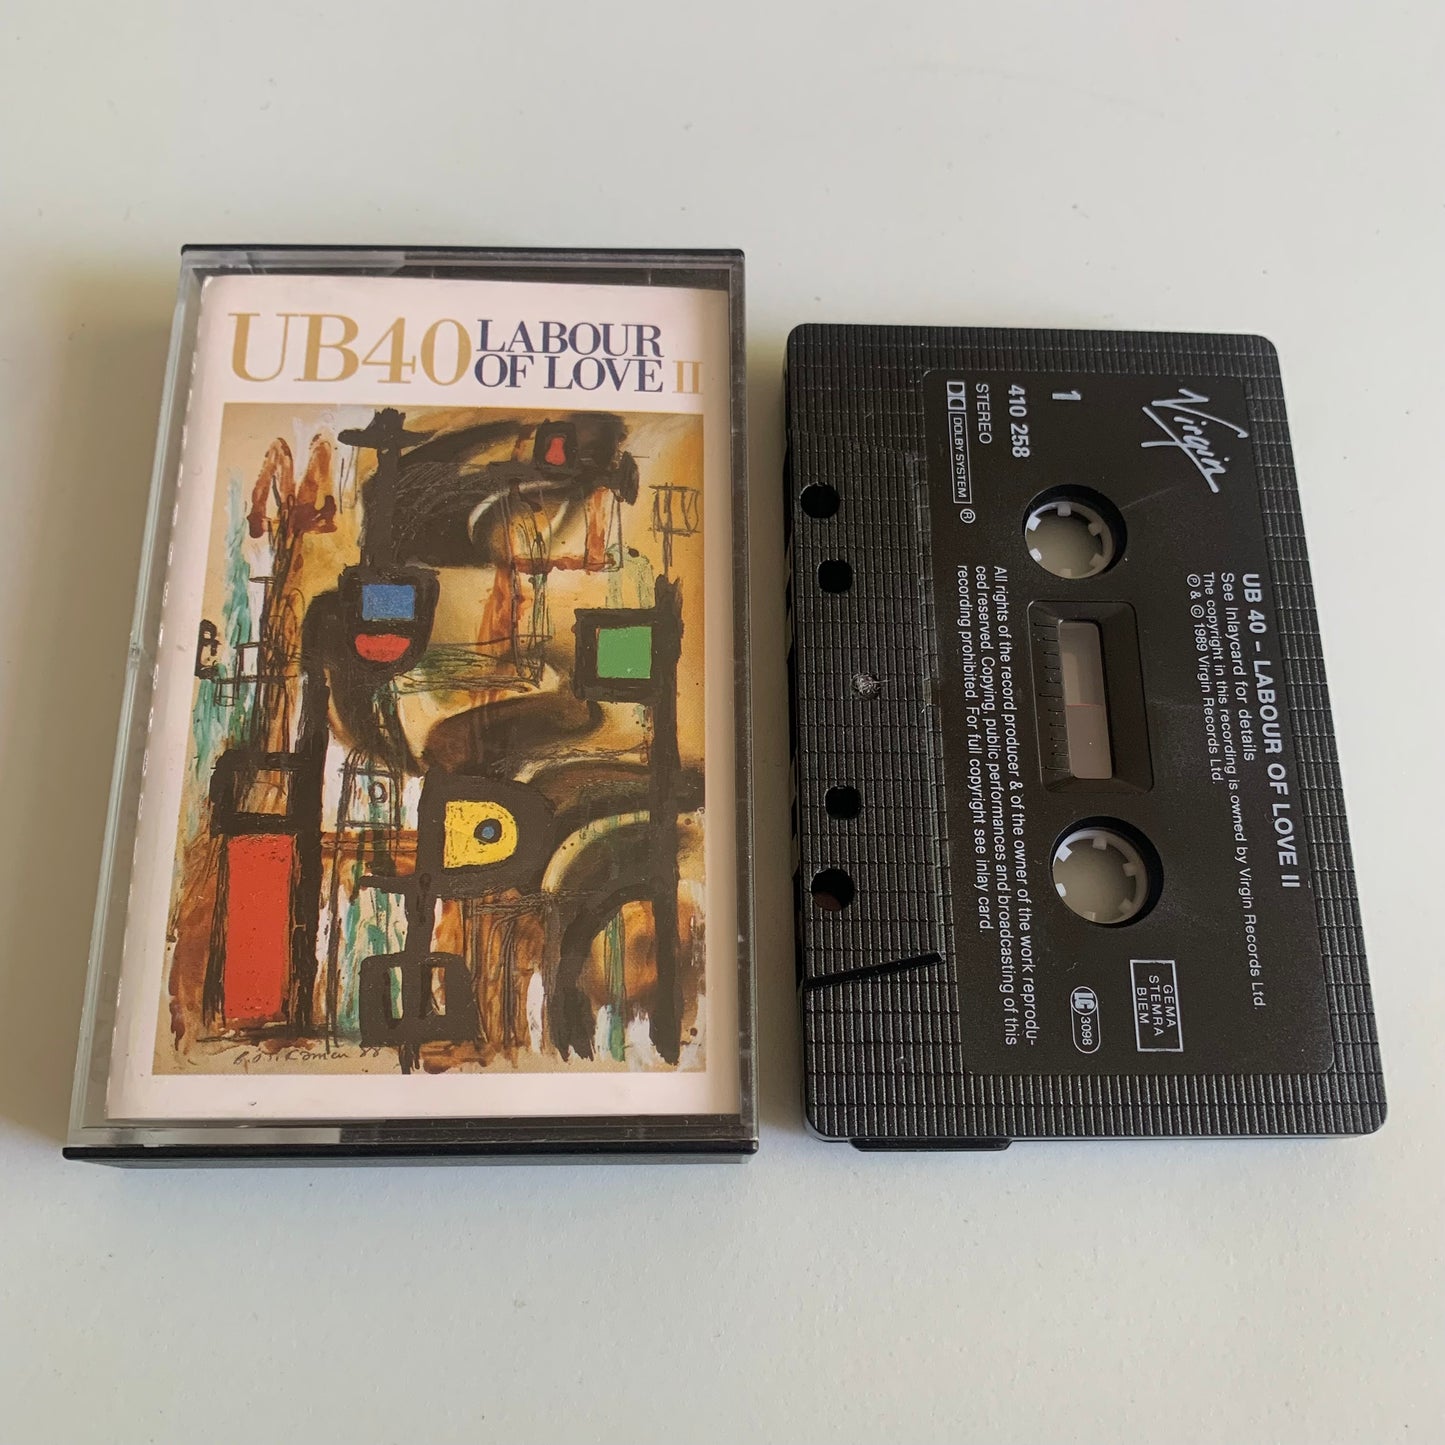 UB40
LABOUR
OF LOVE II
88
Virgin
1
410 258
STEREO
DOLBY SYSTEM ®
UB 40 – LABOUR OF LOVE II
See Inlaycard for details
The copyright in this recording is owned by Virgin Records Ltd.
℗ & © 1989 Virgin Records Ltd.
All rights of the record producer & of the owner of the work reprodu-
ced reserved. Copying, public performances and broadcasting of this
recording prohibited. For full copyright see inlay card.
GEMA
STEMRA
BIEM
LC 3098